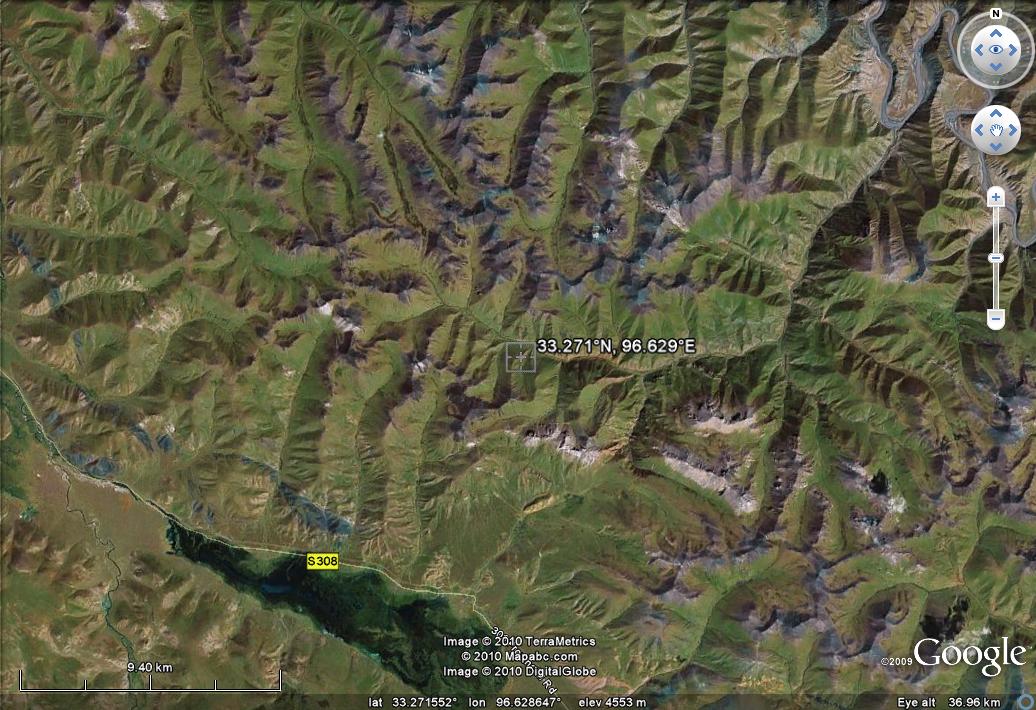 N
33.271°N, 96.629°E
S308
Image © 2010 TerraMetrics
© 2010 Mapabc.com
Image © 2010 DigitalGlobe
Rd
©2009 Google
9.40 km
lat 33.271552° lon 96.628647° elev 4553 m
Eye alt 36.96 km